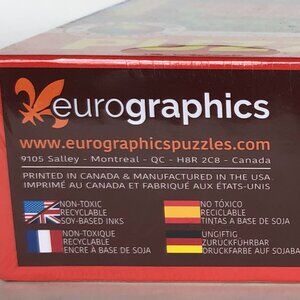 eurographics
www.eurographicspuzzles.com
9105 Salley - Montreal - QC - H8R 2C8 - Canada
PRINTED IN CANADA & MANUFACTURED IN THE USA
IMPRIMÉ AU CANADA ET FABRIQUÉ AUX ÉTATS-UNIS
NON-TOXIC
RECYCLABLE
SOY-BASED INKS
NO TÓXICO
RECICLABLE
TINTAS A BASE DE SOJA
NON-TOXIQUE
RECYCLABLE
ENCRE À BASE DE SOJA
UNGIFTIG
ZURÜCKFÜHRBAR
DRUCKFARBE AUF SOJABA